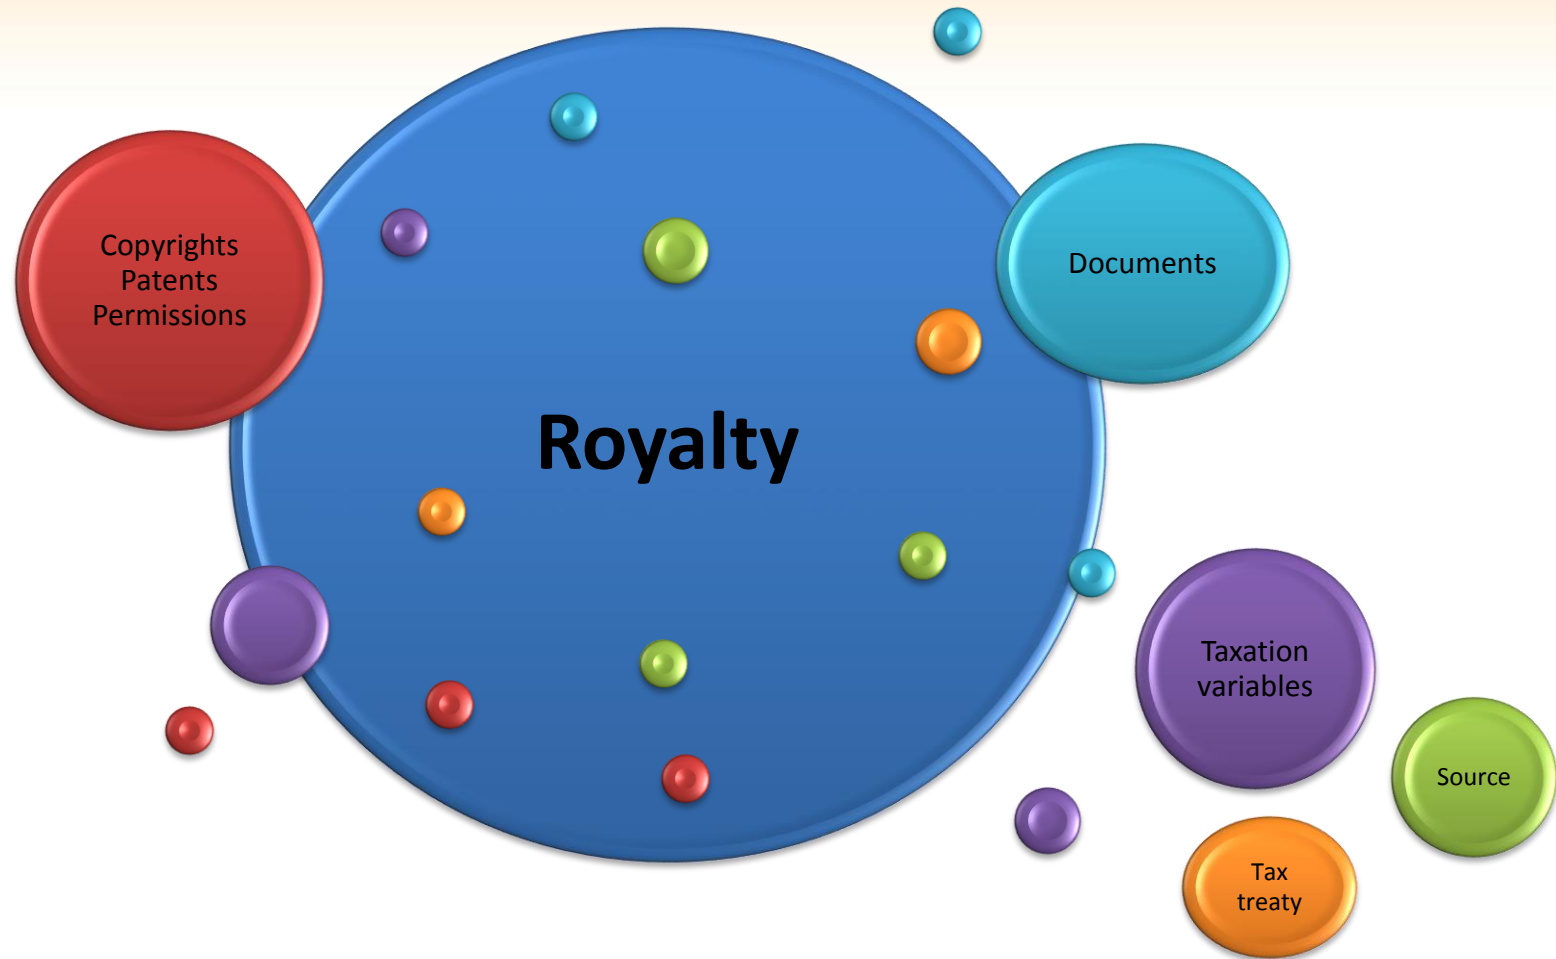 Copyrights
Patents
Permissions
Documents
Royalty
Taxation
variables
Source
Tax
treaty